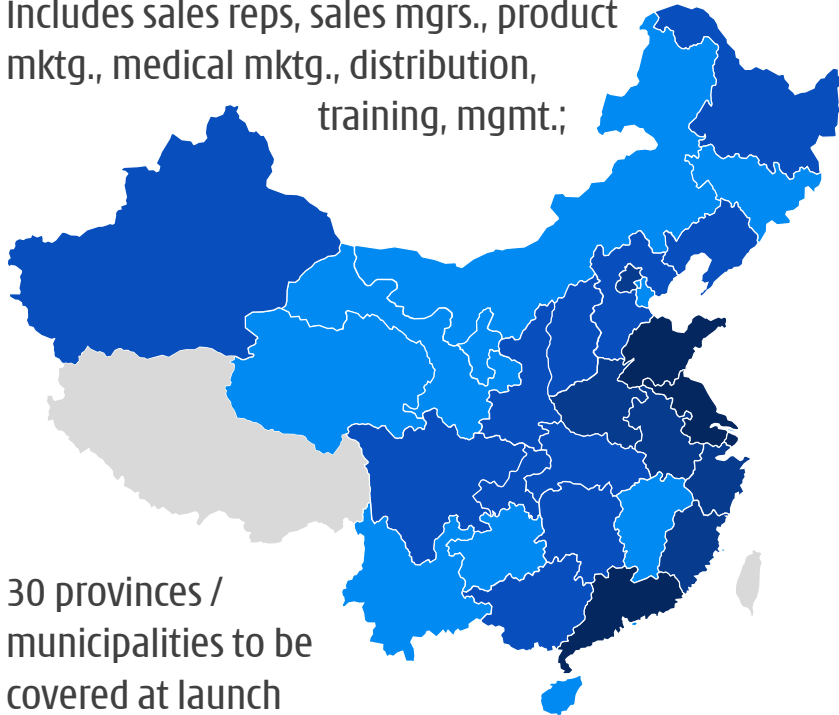 Includes sales reps, sales mgrs., product
mktg., medical mktg., distribution,
training, mgmt.;
30 provinces /
municipalities to be
covered at launch